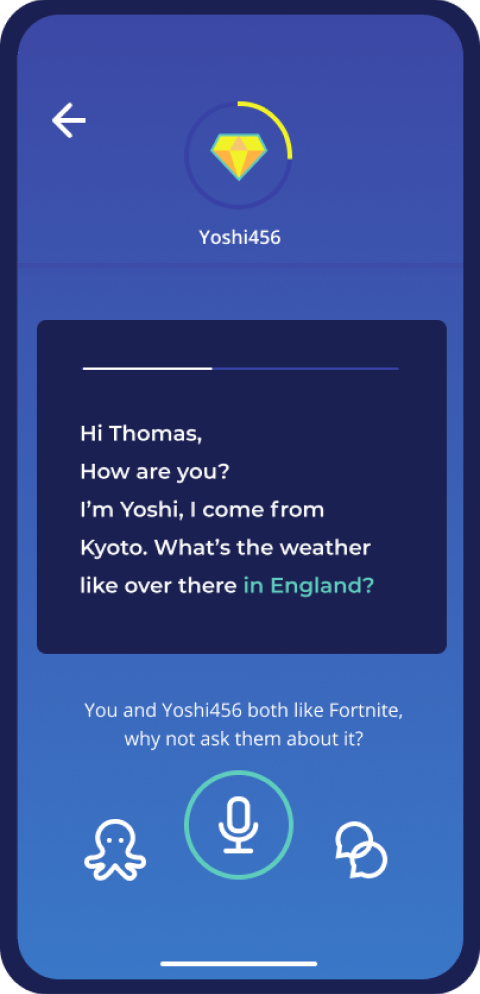 Yoshi456
Hi Thomas,
How are you?
I’m Yoshi, I come from
Kyoto. What’s the weather
like over there in England?
You and Yoshi456 both like Fortnite,
why not ask them about it?